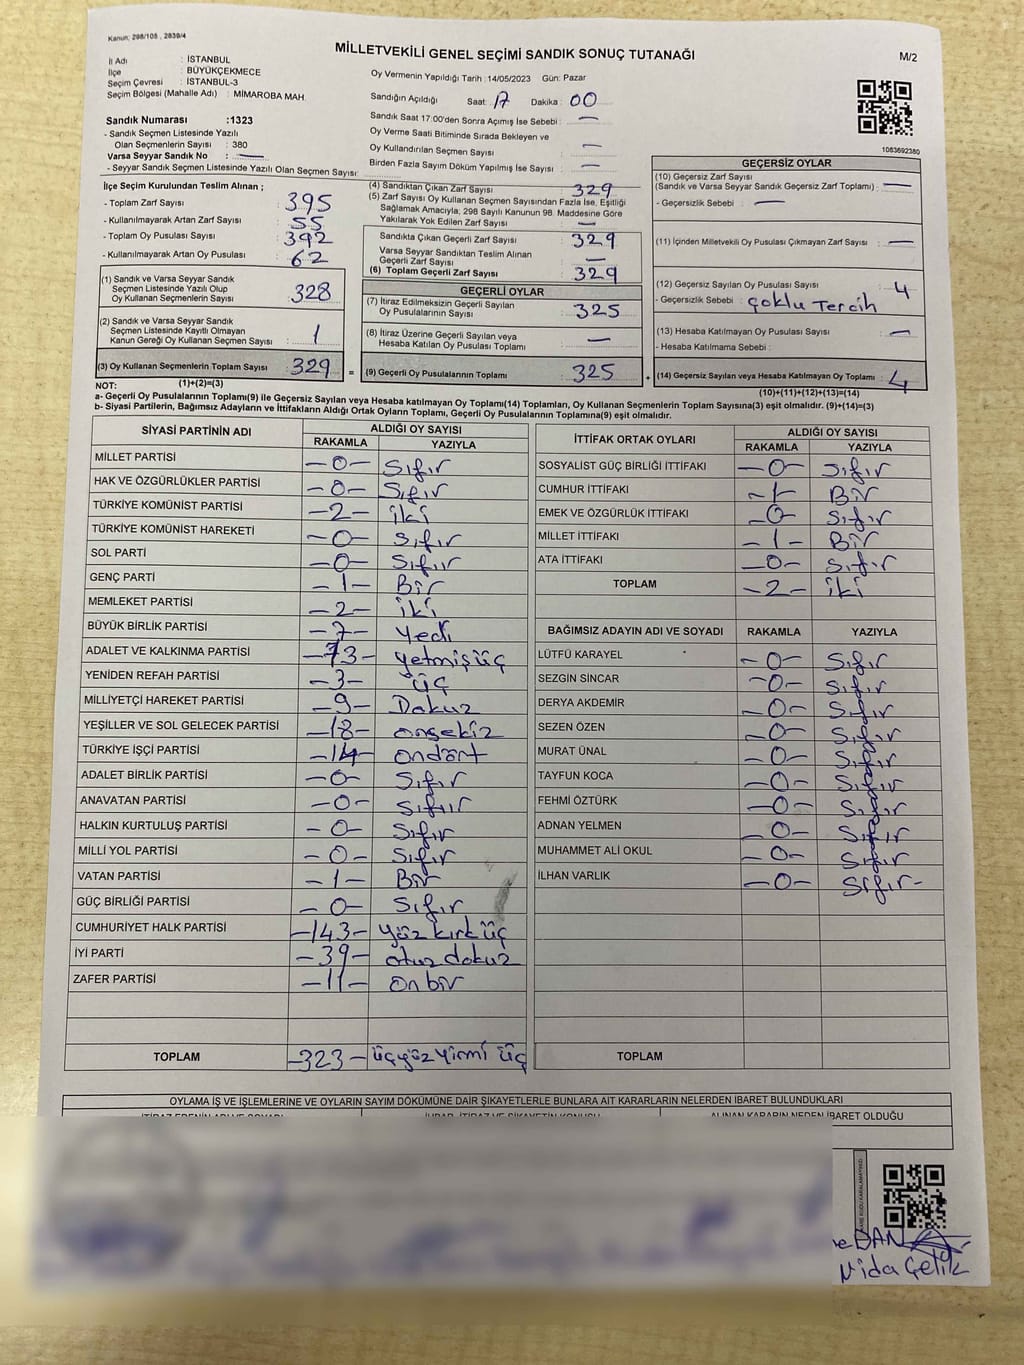 Kanun: 298/105 , 2839/4
MİLLETVEKİLİ GENEL SEÇİMİ SANDIK SONUÇ TUTANAĞI
M/2
İl Adı : İSTANBUL
İlçe : BÜYÜKÇEKMECE
Seçim Çevresi : İSTANBUL-3
Seçim Bölgesi (Mahalle Adı) : MİMAROBA MAH.
Oy Vermenin Yapıldığı Tarih : 14/05/2023 Gün: Pazar
Sandığın Açıldığı Saat: 17 Dakika : 00
Sandık Saat 17:00'den Sonra Açılmış İse Sebebi : —
Oy Verme Saati Bitiminde Sırada Bekleyen ve
Oy Kullandırılan Seçmen Sayısı : —
Birden Fazla Sayım Döküm Yapılmış İse Sayısı : —
1083692380
Sandık Numarası :1323
- Sandık Seçmen Listesinde Yazılı
Olan Seçmenlerin Sayısı : 380
Varsa Seyyar Sandık No : —
- Seyyar Sandık Seçmen Listesinde Yazılı Olan Seçmen Sayısı:
İlçe Seçim Kurulundan Teslim Alınan ;
- Toplam Zarf Sayısı : 395
- Kullanılmayarak Artan Zarf Sayısı : 55
- Toplam Oy Pusulası Sayısı : 392
- Kullanılmayarak Artan Oy Pusulası : 62
(1) Sandık ve Varsa Seyyar Sandık
Seçmen Listesinde Yazılı Olup
Oy Kullanan Seçmenlerin Sayısı : 328
(2) Sandık ve Varsa Seyyar Sandık
Seçmen Listesinde Kayıtlı Olmayan
Kanun Gereği Oy Kullanan Seçmen Sayısı : 1
(3) Oy Kullanan Seçmenlerin Toplam Sayısı : 329
(4) Sandıktan Çıkan Zarf Sayısı : 329
(5) Zarf Sayısı Oy Kullanan Seçmen Sayısından Fazla İse, Eşitliği
Sağlamak Amacıyla; 298 Sayılı Kanunun 98. Maddesine Göre
Yakılarak Yok Edilen Zarf Sayısı : —
Sandıkta Çıkan Geçerli Zarf Sayısı : 329
Varsa Seyyar Sandıktan Teslim Alınan
Geçerli Zarf Sayısı : —
(6) Toplam Geçerli Zarf Sayısı : 329
GEÇERLİ OYLAR
(7) İtiraz Edilmeksizin Geçerli Sayılan
Oy Pusulalarının Sayısı : 325
(8) İtiraz Üzerine Geçerli Sayılan veya
Hesaba Katılan Oy Pusulası Toplamı : —
(9) Geçerli Oy Pusulalarının Toplamı : 325
GEÇERSİZ OYLAR
(10) Geçersiz Zarf Sayısı
(Sandık ve Varsa Seyyar Sandık Geçersiz Zarf Toplamı) : —
- Geçersizlik Sebebi : —
(11) İçinden Milletvekili Oy Pusulası Çıkmayan Zarf Sayısı : —
(12) Geçersiz Sayılan Oy Pusulası Sayısı : 4
- Geçersizlik Sebebi : Çoklu Tercih
(13) Hesaba Katılmayan Oy Pusulası Sayısı : —
- Hesaba Katılmama Sebebi :
(14) Geçersiz Sayılan veya Hesaba Katılmayan Oy Toplamı : 4
NOT: (1)+(2)=(3) (10)+(11)+(12)+(13)=(14)
a- Geçerli Oy Pusulalarının Toplamı(9) ile Geçersiz Sayılan veya Hesaba katılmayan Oy Toplamı(14) Toplamları, Oy Kullanan Seçmenlerin Toplam Sayısına(3) eşit olmalıdır. (9)+(14)=(3)
b- Siyasi Partilerin, Bağımsız Adayların ve İttifakların Aldığı Ortak Oyların Toplamı, Geçerli Oy Pusulalarının Toplamına(9) eşit olmalıdır.
SİYASİ PARTİNİN ADI ALDIĞI OY SAYISI
RAKAMLA YAZIYLA
MİLLET PARTİSİ -0- Sıfır
HAK VE ÖZGÜRLÜKLER PARTİSİ -0- Sıfır
TÜRKİYE KOMÜNİST PARTİSİ -2- iki
TÜRKİYE KOMÜNİST HAREKETİ -0- Sıfır
SOL PARTİ -0- Sıfır
GENÇ PARTİ -1- Bir
MEMLEKET PARTİSİ -2- iki
BÜYÜK BİRLİK PARTİSİ -7- yedi
ADALET VE KALKINMA PARTİSİ -73- yetmişüç
YENİDEN REFAH PARTİSİ -3- üç
MİLLİYETÇİ HAREKET PARTİSİ -9- Dokuz
YEŞİLLER VE SOL GELECEK PARTİSİ -18- onsekiz
TÜRKİYE İŞÇİ PARTİSİ -14- ondört
ADALET BİRLİK PARTİSİ -0- Sıfır
ANAVATAN PARTİSİ -0- Sıfır
HALKIN KURTULUŞ PARTİSİ -0- Sıfır
MİLLİ YOL PARTİSİ -0- Sıfır
VATAN PARTİSİ -1- Bir
GÜÇ BİRLİĞİ PARTİSİ -0- Sıfır
CUMHURİYET HALK PARTİSİ -143- yüz kırk üç
İYİ PARTİ -39- otuz dokuz
ZAFER PARTİSİ -11- on bir
TOPLAM -323- üçyüz yirmi üç
İTTİFAK ORTAK OYLARI ALDIĞI OY SAYISI
RAKAMLA YAZIYLA
SOSYALİST GÜÇ BİRLİĞİ İTTİFAKI -0- Sıfır
CUMHUR İTTİFAKI -1- Bir
EMEK VE ÖZGÜRLÜK İTTİFAKI -0- Sıfır
MİLLET İTTİFAKI -1- Bir
ATA İTTİFAKI -0- Sıfır
TOPLAM -2- iki
BAĞIMSIZ ADAYIN ADI VE SOYADI RAKAMLA YAZIYLA
LÜTFÜ KARAYEL -0- Sıfır
SEZGİN SİNCAR -0- Sıfır
DERYA AKDEMİR -0- Sıfır
SEZEN ÖZEN -0- Sıfır
MURAT ÜNAL -0- Sıfır
TAYFUN KOCA -0- Sıfır
FEHMİ ÖZTÜRK -0- Sıfır
ADNAN YELMEN -0- Sıfır
MUHAMMET ALİ OKUL -0- Sıfır
İLHAN VARLIK -0- Sıfır-
TOPLAM
OYLAMA İŞ VE İŞLEMLERİNE VE OYLARIN SAYIM DÖKÜMÜNE DAİR ŞİKAYETLERLE BUNLARA AİT KARARLARIN NELERDEN İBARET BULUNDUKLARI
İTİRAZ EDENİN ADI VE SOYADI İHBAR, İTİRAZ VE ŞİKAYETİN KONUSU ALINAN KARARIN NEDEN İBARET OLDUĞU
Nida Çelik